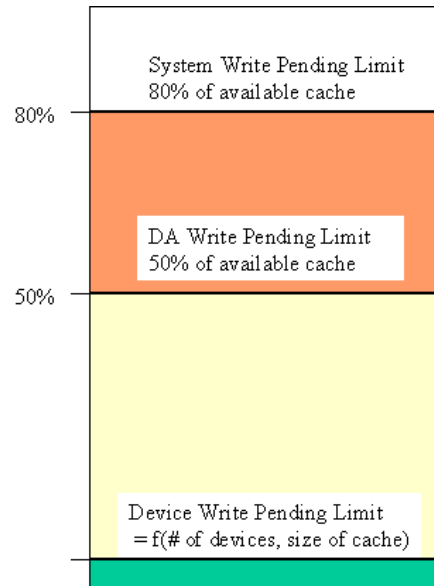 System Write Pending Limit
80% of available cache
80%
DA Write Pending Limit
50% of available cache
50%
Device Write Pending Limit
= f(# of devices, size of cache)